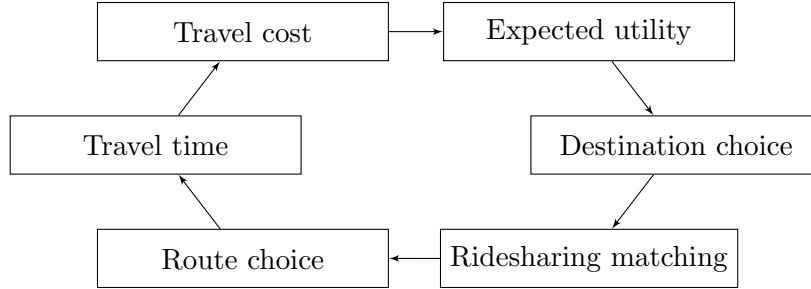 Travel cost
Expected utility
Travel time
Destination choice
Route choice
Ridesharing matching